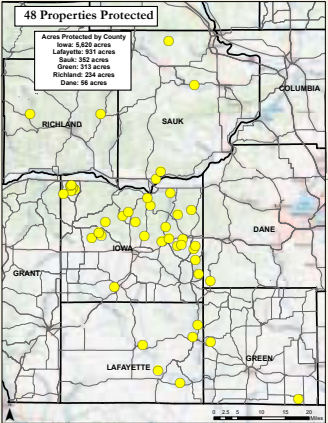 48 Properties Protected
Acres Protected by County
Iowa: 5,620 acres
Lafayette: 931 acres
Sauk: 352 acres
Green: 313 acres
Richland: 234 acres
Dane: 56 acres
COLUMBIA
RICHLAND
SAUK
DANE
IOWA
GRANT
LAFAYETTE
GREEN
0 2.5 5 10 15 20
Miles